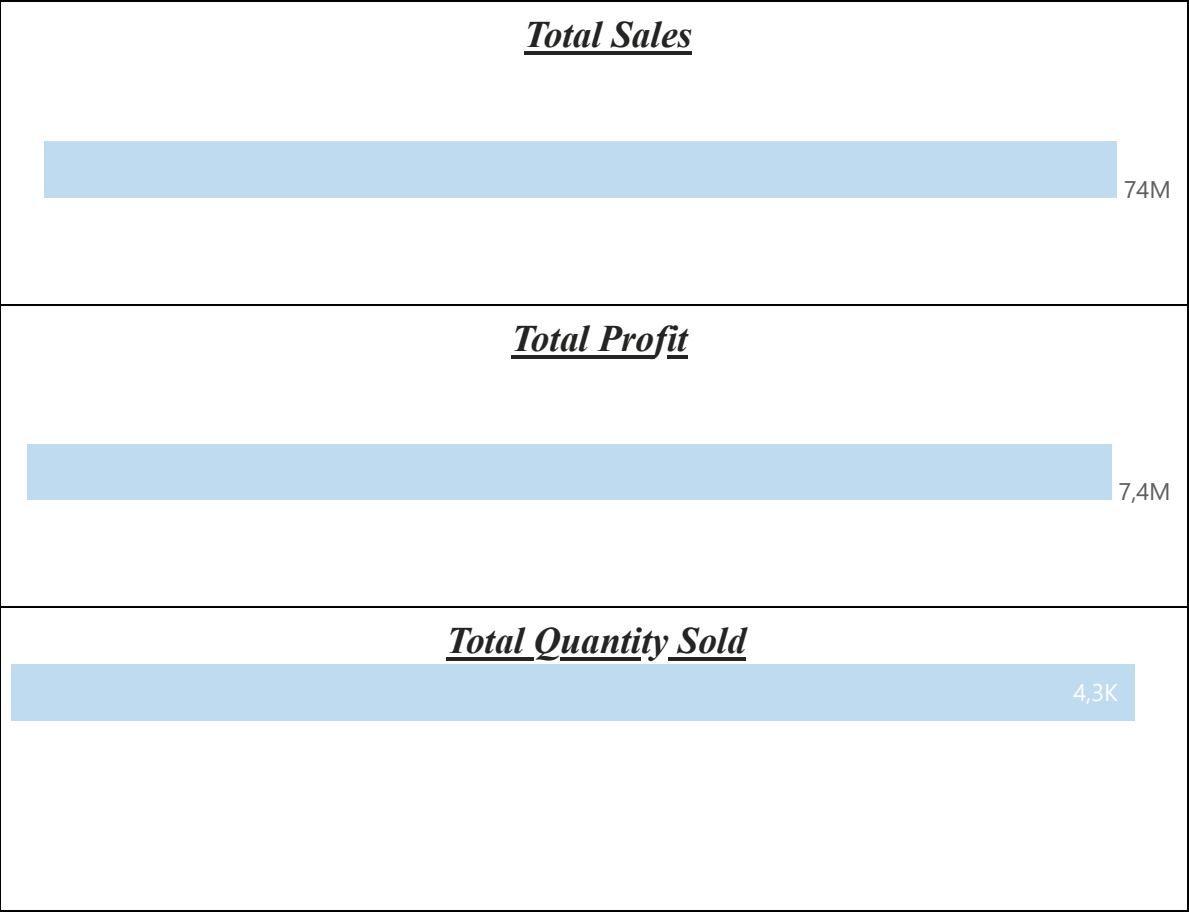 Total Sales
74M
Total Profit
7,4M
Total Quantity Sold
4,3K